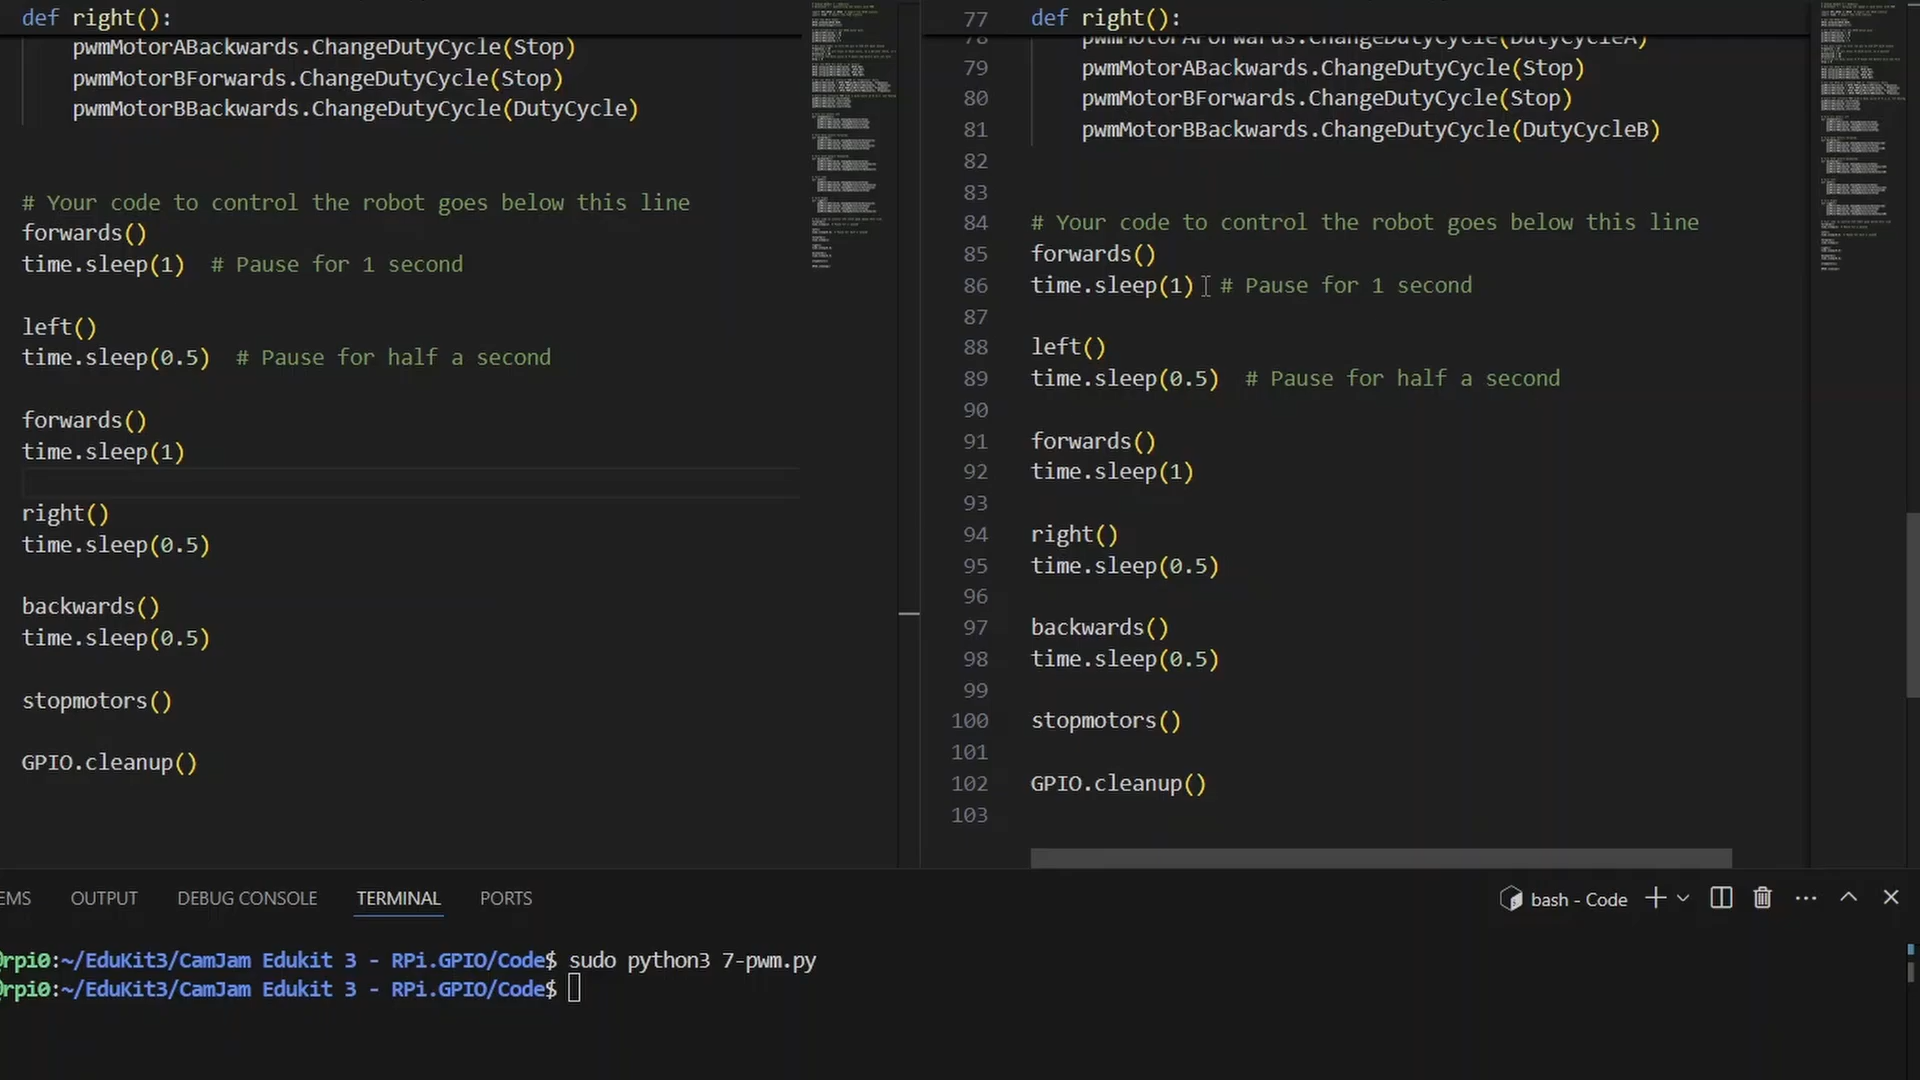 def right():
pwmMotorABackwards.ChangeDutyCycle(Stop)
pwmMotorBForwards.ChangeDutyCycle(Stop)
pwmMotorBBackwards.ChangeDutyCycle(DutyCycle)
# Your code to control the robot goes below this line
forwards()
time.sleep(1)  # Pause for 1 second
left()
time.sleep(0.5)  # Pause for half a second
forwards()
time.sleep(1)
right()
time.sleep(0.5)
backwards()
time.sleep(0.5)
stopmotors()
GPIO.cleanup()
77 def right():
78 pwmMotorAForwards.ChangeDutyCycle(DutyCycleA)
79 pwmMotorABackwards.ChangeDutyCycle(Stop)
80 pwmMotorBForwards.ChangeDutyCycle(Stop)
81 pwmMotorBBackwards.ChangeDutyCycle(DutyCycleB)
82
83
84 # Your code to control the robot goes below this line
85 forwards()
86 time.sleep(1)  # Pause for 1 second
87
88 left()
89 time.sleep(0.5)  # Pause for half a second
90
91 forwards()
92 time.sleep(1)
93
94 right()
95 time.sleep(0.5)
96
97 backwards()
98 time.sleep(0.5)
99
100 stopmotors()
101
102 GPIO.cleanup()
103
EMS OUTPUT DEBUG CONSOLE TERMINAL PORTS bash - Code
@rpi0:~/EduKit3/CamJam Edukit 3 - RPi.GPIO/Code$ sudo python3 7-pwm.py
@rpi0:~/EduKit3/CamJam Edukit 3 - RPi.GPIO/Code$